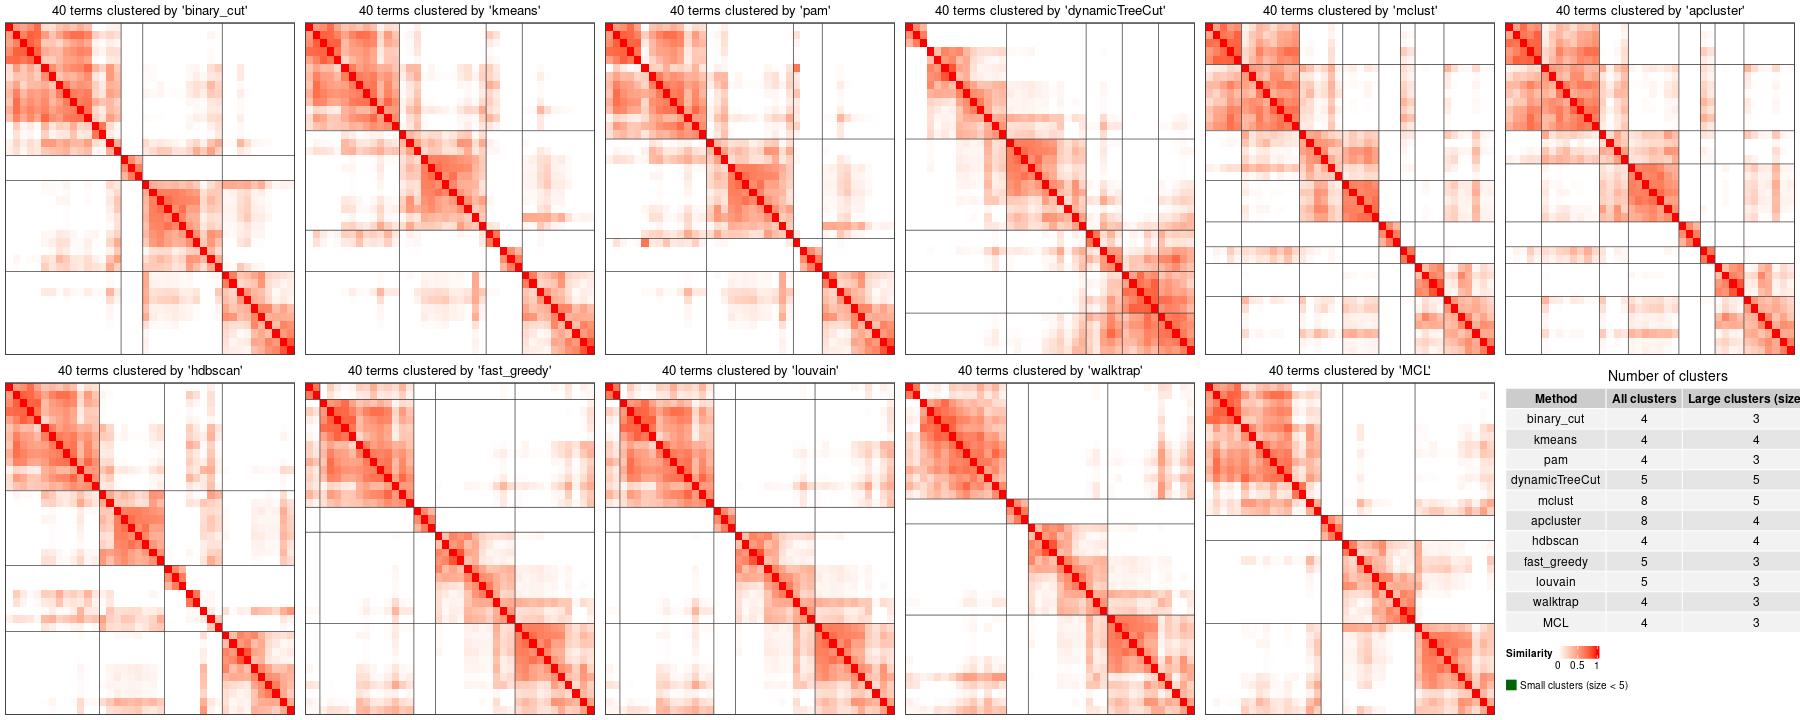 40 terms clustered by 'binary_cut'
40 terms clustered by 'kmeans'
40 terms clustered by 'pam'
40 terms clustered by 'dynamicTreeCut'
40 terms clustered by 'mclust'
40 terms clustered by 'apcluster'
40 terms clustered by 'hdbscan'
40 terms clustered by 'fast_greedy'
40 terms clustered by 'louvain'
40 terms clustered by 'walktrap'
40 terms clustered by 'MCL'
Number of clusters
Method All clusters Large clusters (size
binary_cut 4 3
kmeans 4 4
pam 4 3
dynamicTreeCut 5 5
mclust 8 5
apcluster 8 4
hdbscan 4 4
fast_greedy 5 3
louvain 5 3
walktrap 4 3
MCL 4 3
Similarity
0 0.5 1
Small clusters (size < 5)